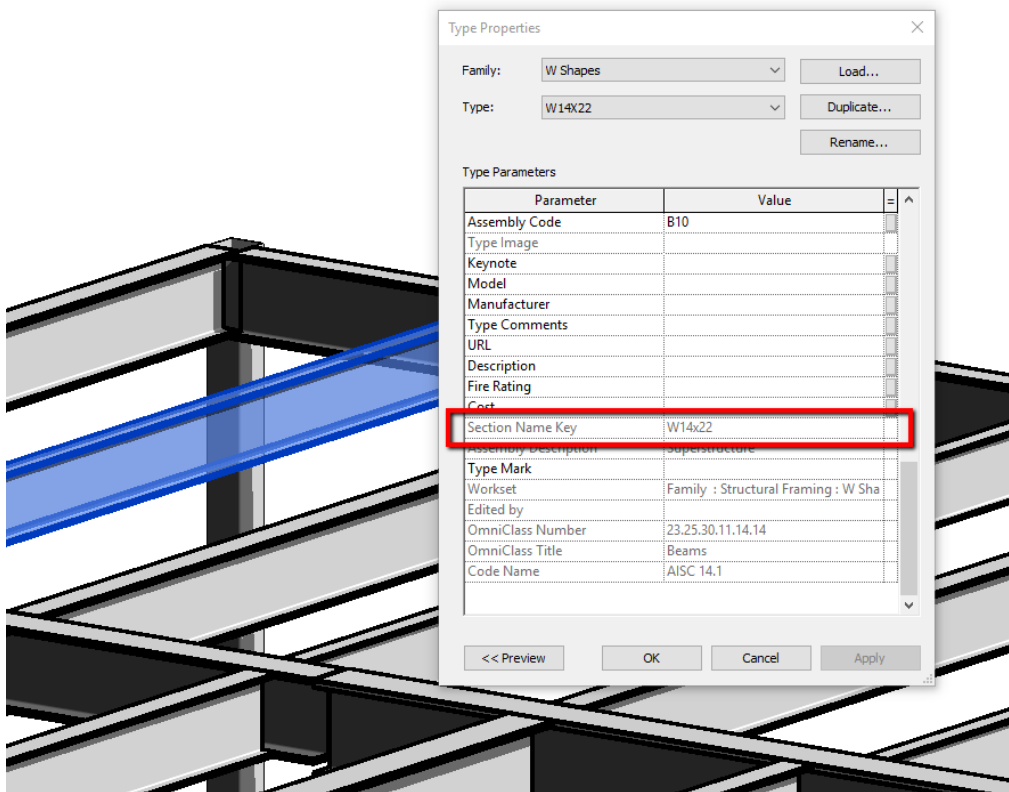 Type Properties
Family: W Shapes Load...
Type: W14X22 Duplicate...
Rename...
Type Parameters
Parameter Value =
Assembly Code B10
Type Image
Keynote
Model
Manufacturer
Type Comments
URL
Description
Fire Rating
Cost
Section Name Key W14x22
Assembly Description Superstructure
Type Mark
Workset Family : Structural Framing : W Sha
Edited by
OmniClass Number 23.25.30.11.14.14
OmniClass Title Beams
Code Name AISC 14.1
<< Preview OK Cancel Apply